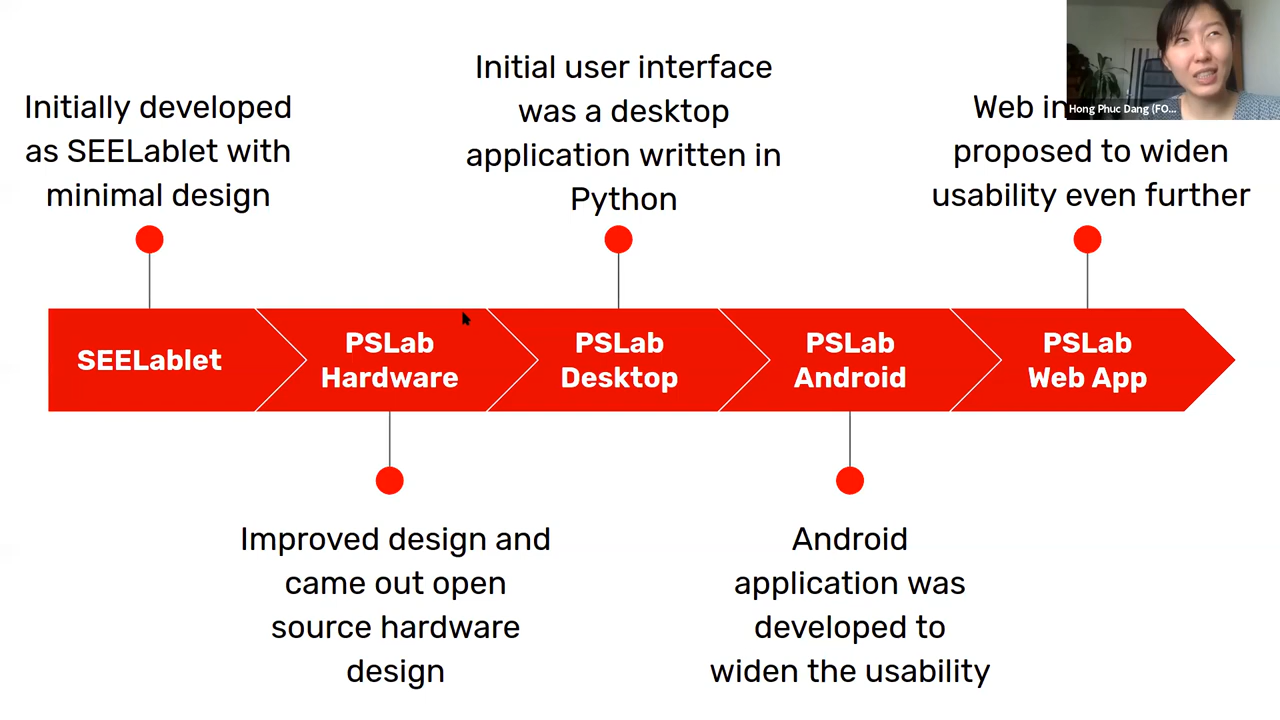 Initially developed
as SEELablet with
minimal design
Initial user interface
was a desktop
application written in
Python
Web
proposed to widen
usability even further
Hong Phuc Dang (FO...
SEELablet
PSLab
Hardware
PSLab
Desktop
PSLab
Android
PSLab
Web App
Improved design and
came out open
source hardware
design
Android
application was
developed to
widen the usability